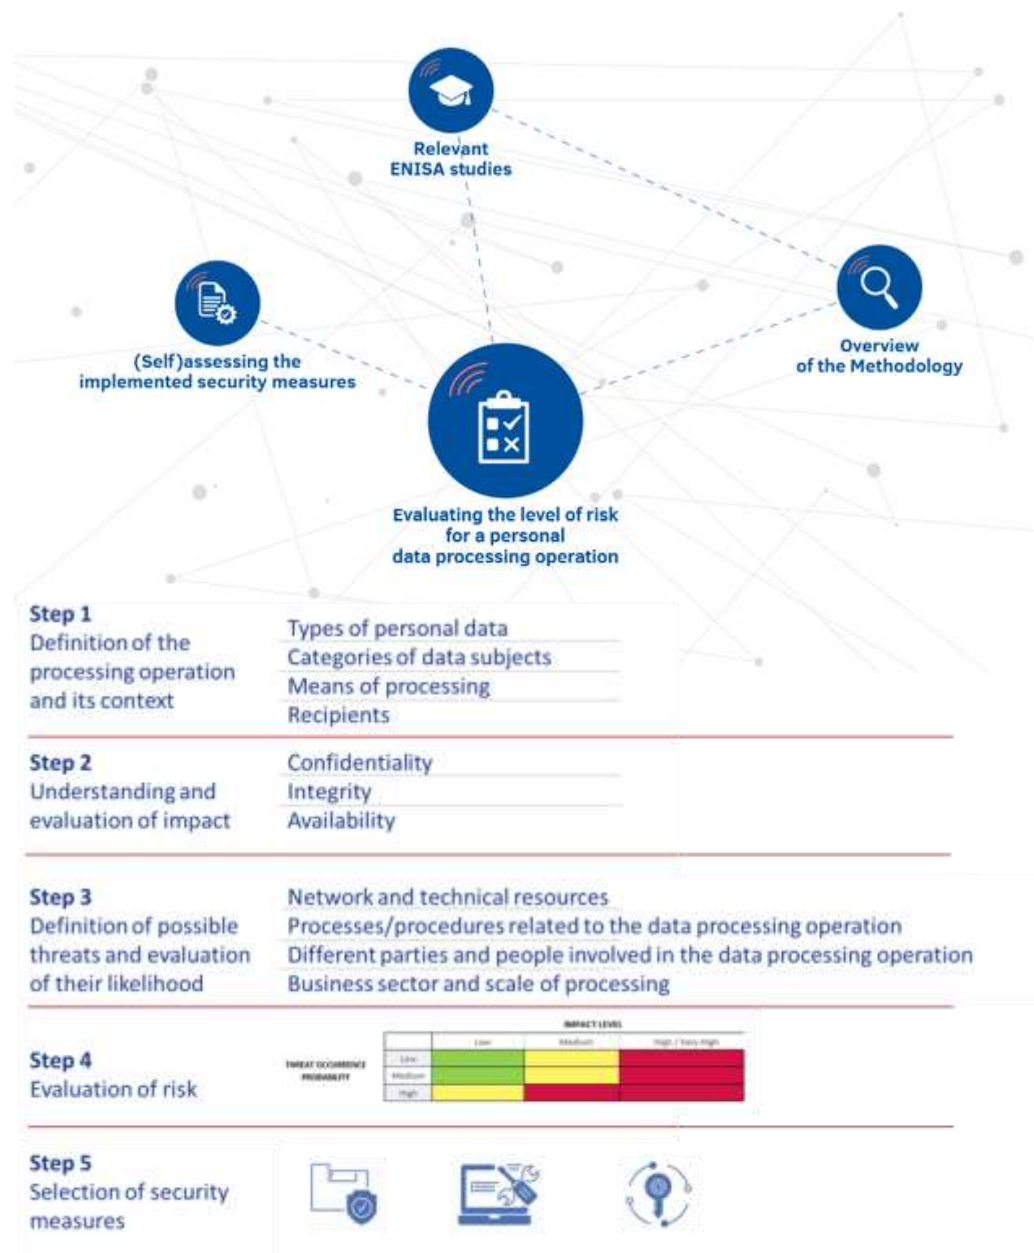 Relevant
ENISA studies
(Self)assessing the
implemented security measures
Overview
of the Methodology
Evaluating the level of risk
for a personal
data processing operation
Step 1
Definition of the
processing operation
and its context
Types of personal data
Categories of data subjects
Means of processing
Recipients
Step 2
Understanding and
evaluation of impact
Confidentiality
Integrity
Availability
Step 3
Definition of possible
threats and evaluation
of their likelihood
Network and technical resources
Processes/procedures related to the data processing operation
Different parties and people involved in the data processing operation
Business sector and scale of processing
Step 4
Evaluation of risk
IMPACT LEVEL
Low
Medium
High / Very High
THREAT OCCURRENCE
PROBABILITY
Low
Medium
High
Step 5
Selection of security
measures